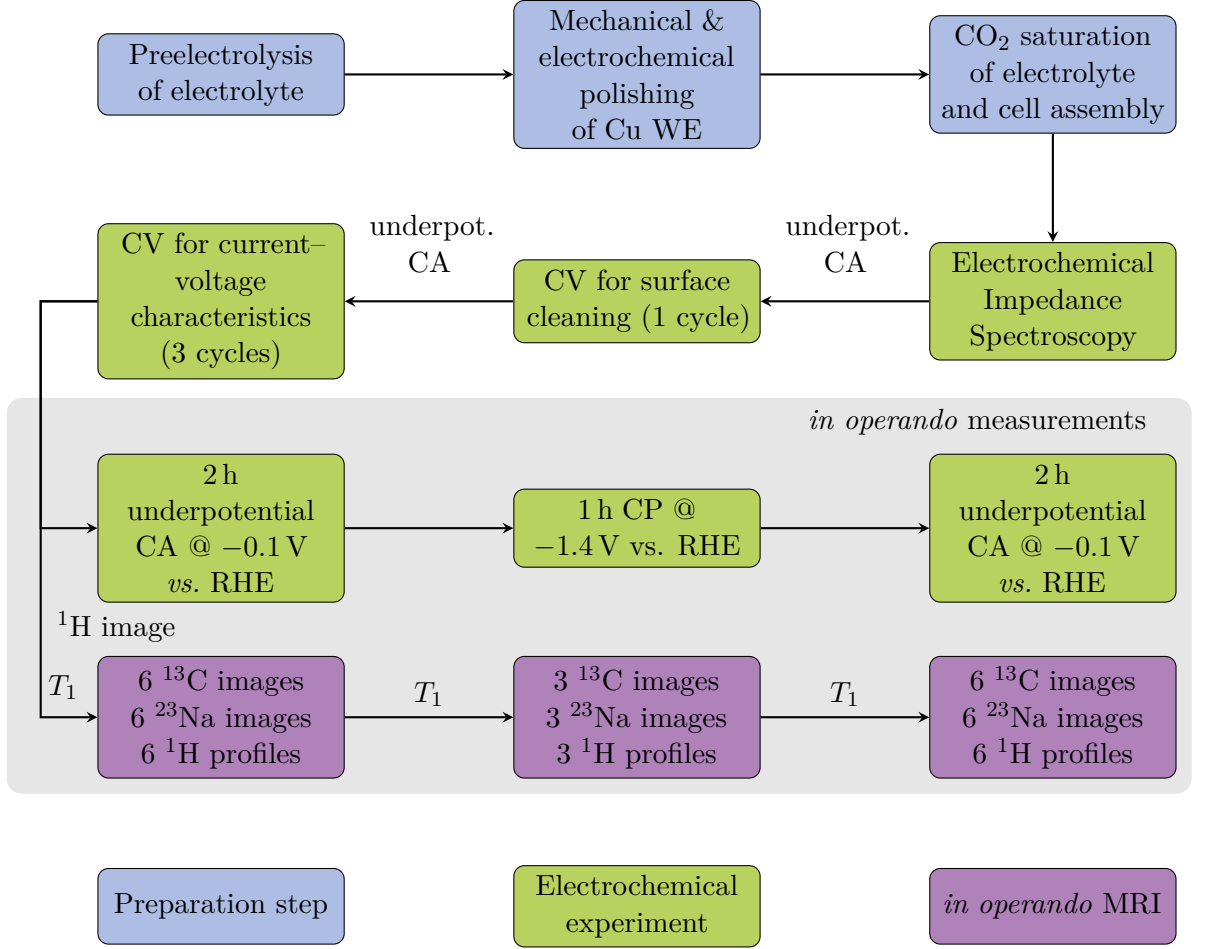 Preelectrolysis
of electrolyte
Mechanical &
electrochemical
polishing
of Cu WE
CO₂ saturation
of electrolyte
and cell assembly
CV for current–
voltage
characteristics
(3 cycles)
underpot.
CA
CV for surface
cleaning (1 cycle)
underpot.
CA
Electrochemical
Impedance
Spectroscopy
in operando measurements
2 h
underpotential
CA @ −0.1 V
vs. RHE
1 h CP @
−1.4 V vs. RHE
2 h
underpotential
CA @ −0.1 V
vs. RHE
¹H image
T₁
6 ¹³C images
6 ²³Na images
6 ¹H profiles
T₁
3 ¹³C images
3 ²³Na images
3 ¹H profiles
T₁
6 ¹³C images
6 ²³Na images
6 ¹H profiles
Preparation step
Electrochemical
experiment
in operando MRI